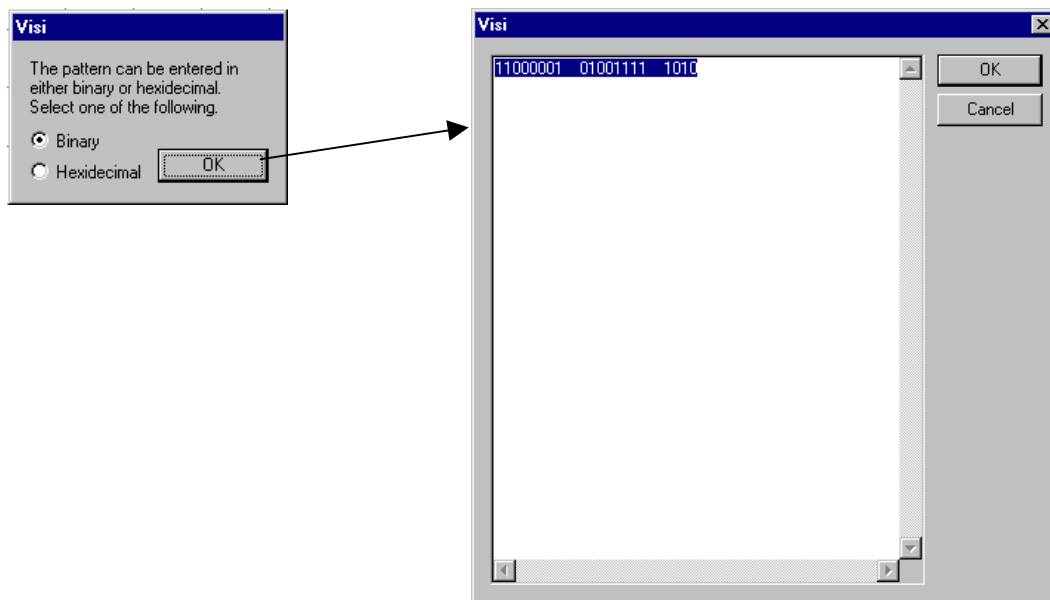 Visi
The pattern can be entered in
either binary or hexidecimal.
Select one of the following.
Binary
Hexidecimal
OK
Visi
11000001 01001111 1010
OK
Cancel